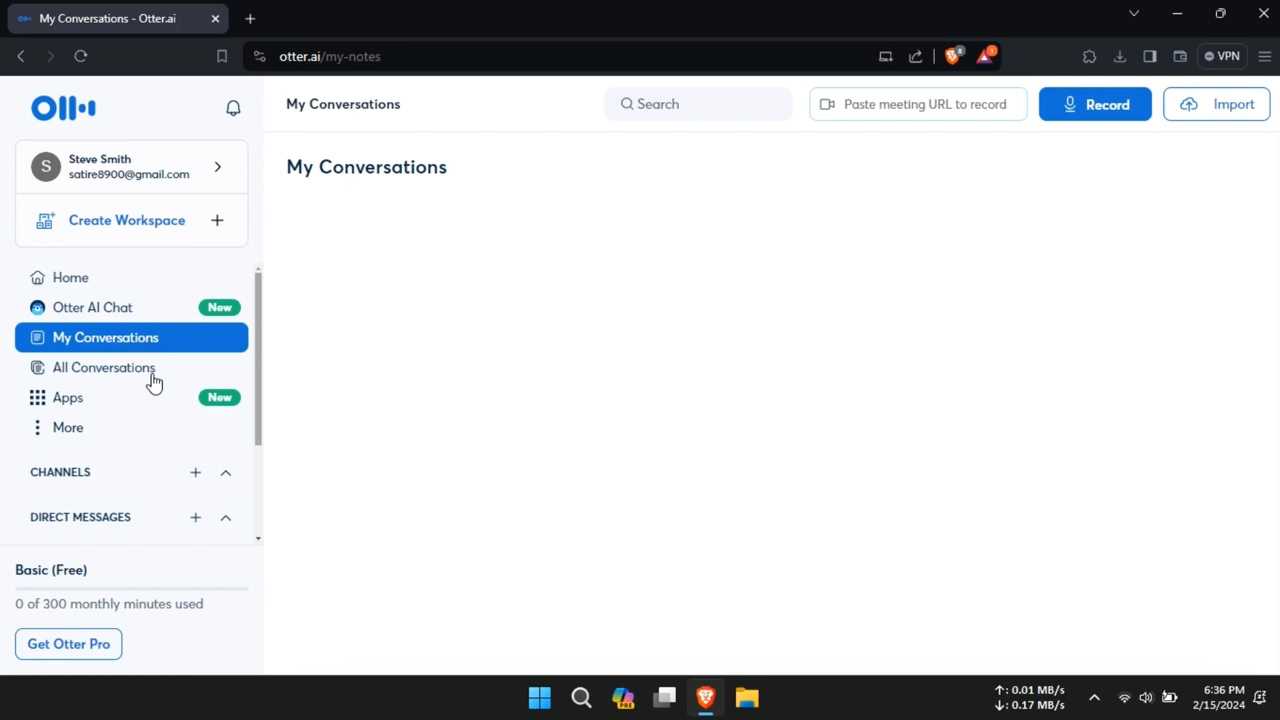 My Conversations - Otter.ai
otter.ai/my-notes
8
1
VPN
My Conversations
Search
Paste meeting URL to record
Record
Import
S
Steve Smith
satire8900@gmail.com
Create Workspace
My Conversations
Home
Otter AI Chat New
My Conversations
All Conversations
Apps New
More
CHANNELS
DIRECT MESSAGES
Basic (Free)
0 of 300 monthly minutes used
Get Otter Pro
PRE
↑: 0.01 MB/s
↓: 0.17 MB/s
6:36 PM
2/15/2024